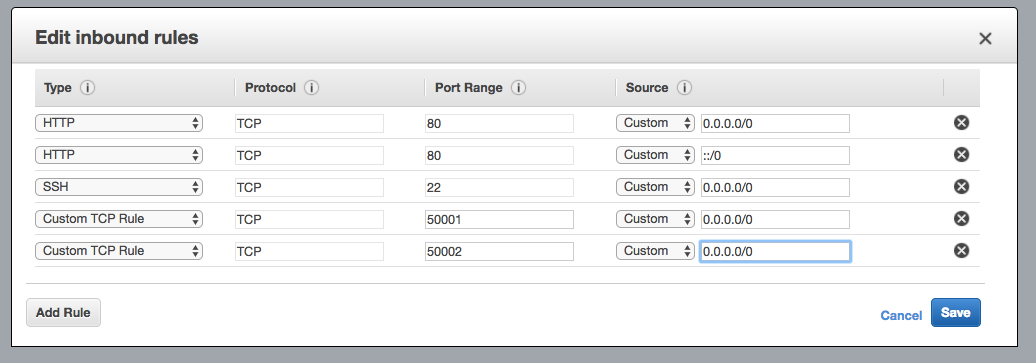 Edit inbound rules
Type Protocol Port Range Source
HTTP TCP 80 Custom 0.0.0.0/0
HTTP TCP 80 Custom ::/0
SSH TCP 22 Custom 0.0.0.0/0
Custom TCP Rule TCP 50001 Custom 0.0.0.0/0
Custom TCP Rule TCP 50002 Custom 0.0.0.0/0
Add Rule Cancel Save